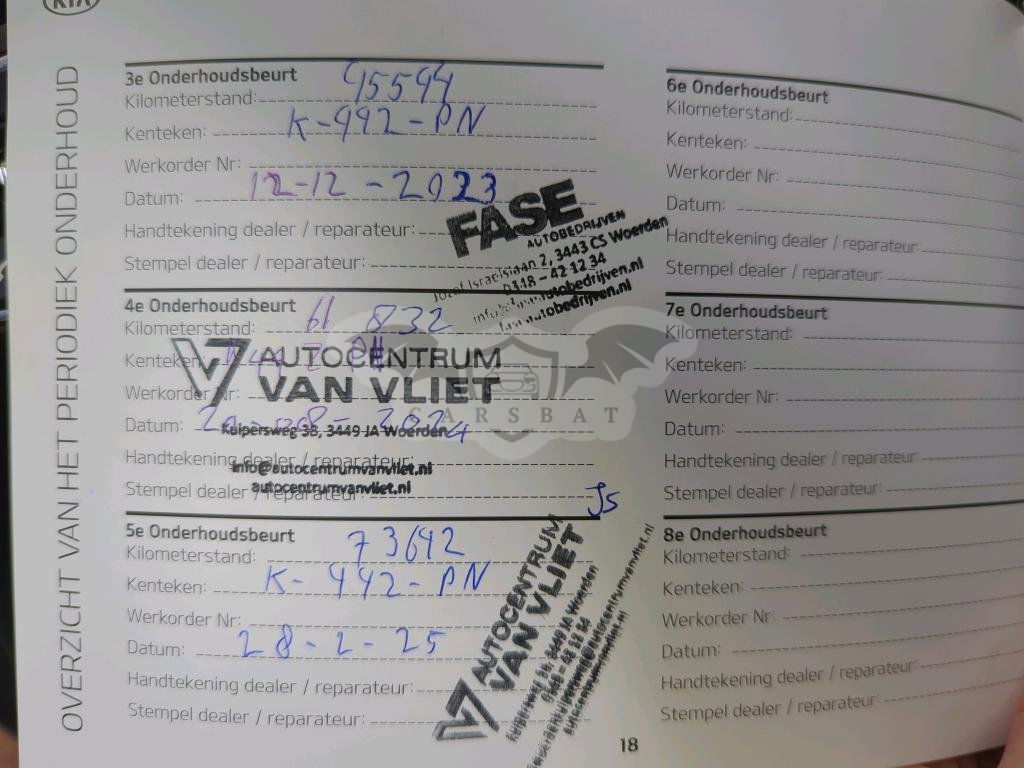 KIA
OVERZICHT VAN HET PERIODIEK ONDERHOUD
3e Onderhoudsbeurt
Kilometerstand: 45594
Kenteken: K-442-PN
Werkorder Nr:
Datum: 12-12-2023
Handtekening dealer / reparateur:
Stempel dealer / reparateur:
FASE
AUTOBEDRIJVEN
Jozef Israelslaan 2, 3443 CS Woerden
- 42 12 34
4e Onderhoudsbeurt
Kilometerstand: 61 832
Kenteken:
Werkorder Nr:
Datum:
Handtekening dealer / reparateur:
Stempel dealer / reparateur:
AUTOCENTRUM
VAN VLIET
Kuipersweg 33, 3449 JA Woerden
info@autocentrumvanvliet.nl
autocentrumvanvliet.nl
JS
5e Onderhoudsbeurt
Kilometerstand: 73642
Kenteken: K-442-PN
Werkorder Nr:
Datum: 28-2-25
Handtekening dealer / reparateur:
Stempel dealer / reparateur:
AUTOCENTRUM
VAN VLIET
6e Onderhoudsbeurt
Kilometerstand:
Kenteken:
Werkorder Nr:
Datum:
Handtekening dealer / reparateur:
Stempel dealer / reparateur:
7e Onderhoudsbeurt
Kilometerstand:
Kenteken:
Werkorder Nr:
Datum:
Handtekening dealer / reparateur:
Stempel dealer / reparateur:
8e Onderhoudsbeurt
Kilometerstand:
Kenteken:
Werkorder Nr:
Datum:
Handtekening dealer / reparateur:
Stempel dealer / reparateur:
18
CARSBAT